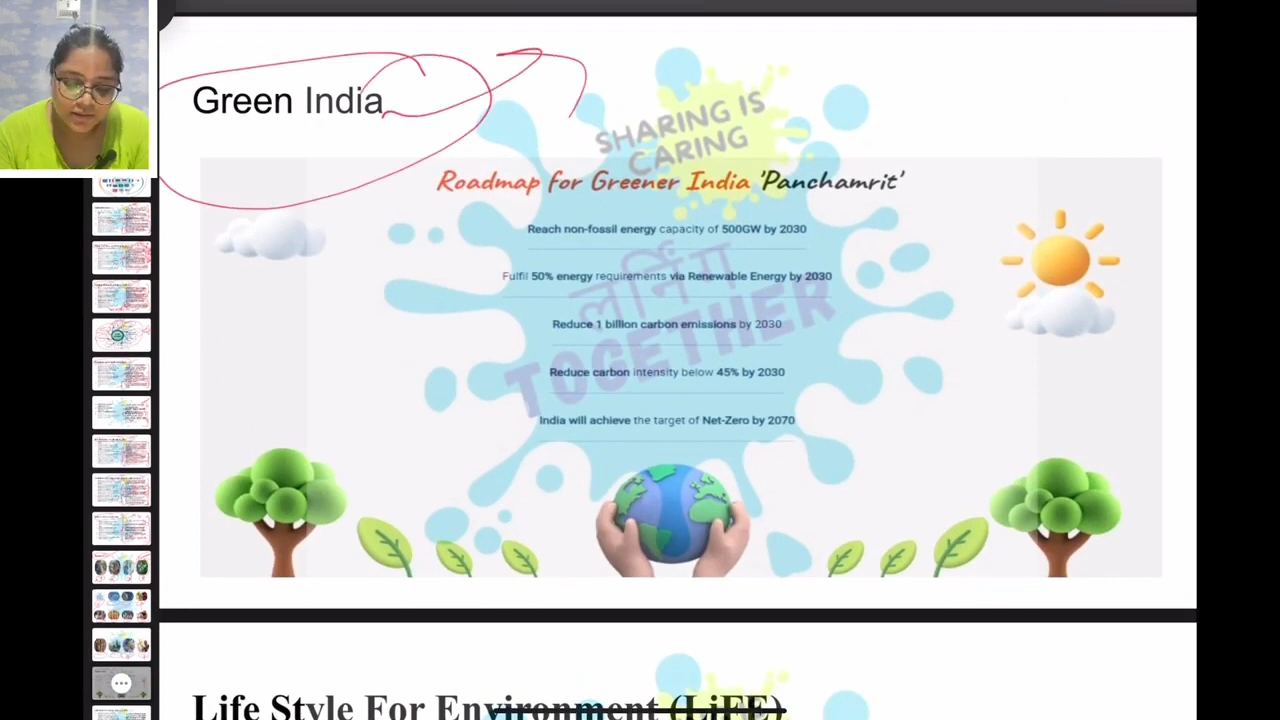 Green India
SHARING IS
CARING
Roadmap for Greener India 'Panchamrit'
Reach non-fossil energy capacity of 500GW by 2030
Fulfil 50% energy requirements via Renewable Energy by 2030
Reduce 1 billion carbon emissions by 2030
TOGETHER
Reduce carbon intensity below 45% by 2030
India will achieve the target of Net-Zero by 2070
Life Style For Environment (LiFE)